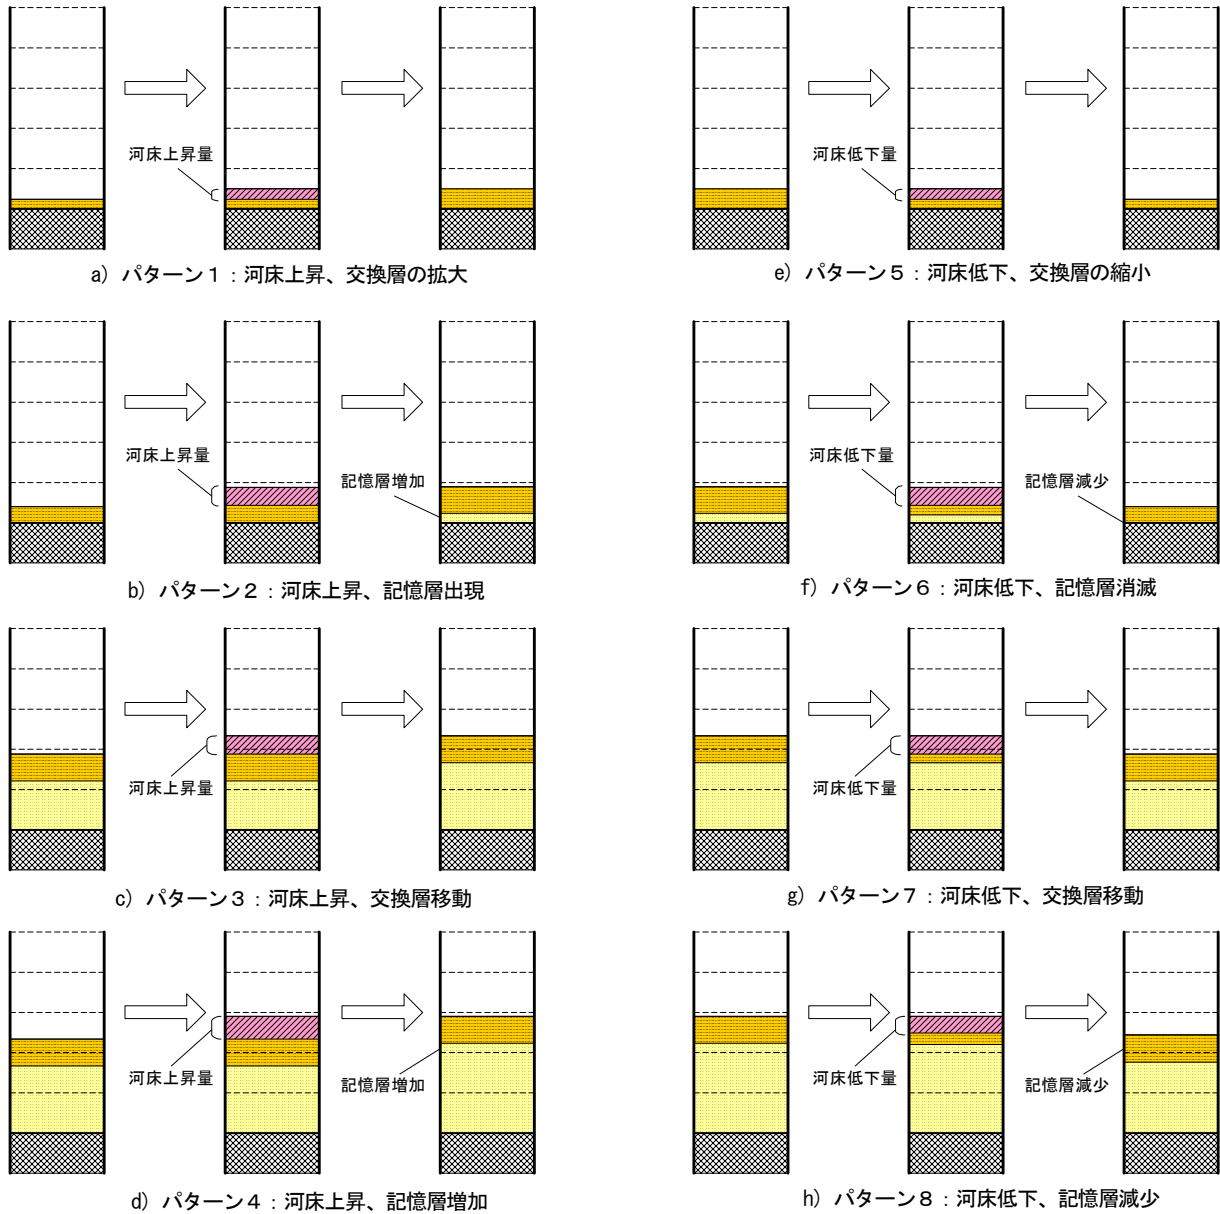 河床上昇量
a) パターン１：河床上昇、交換層の拡大
河床低下量
e) パターン５：河床低下、交換層の縮小
河床上昇量
記憶層増加
b) パターン２：河床上昇、記憶層出現
河床低下量
記憶層減少
f) パターン６：河床低下、記憶層消滅
河床上昇量
c) パターン３：河床上昇、交換層移動
河床低下量
g) パターン７：河床低下、交換層移動
河床上昇量
記憶層増加
d) パターン４：河床上昇、記憶層増加
河床低下量
記憶層減少
h) パターン８：河床低下、記憶層減少